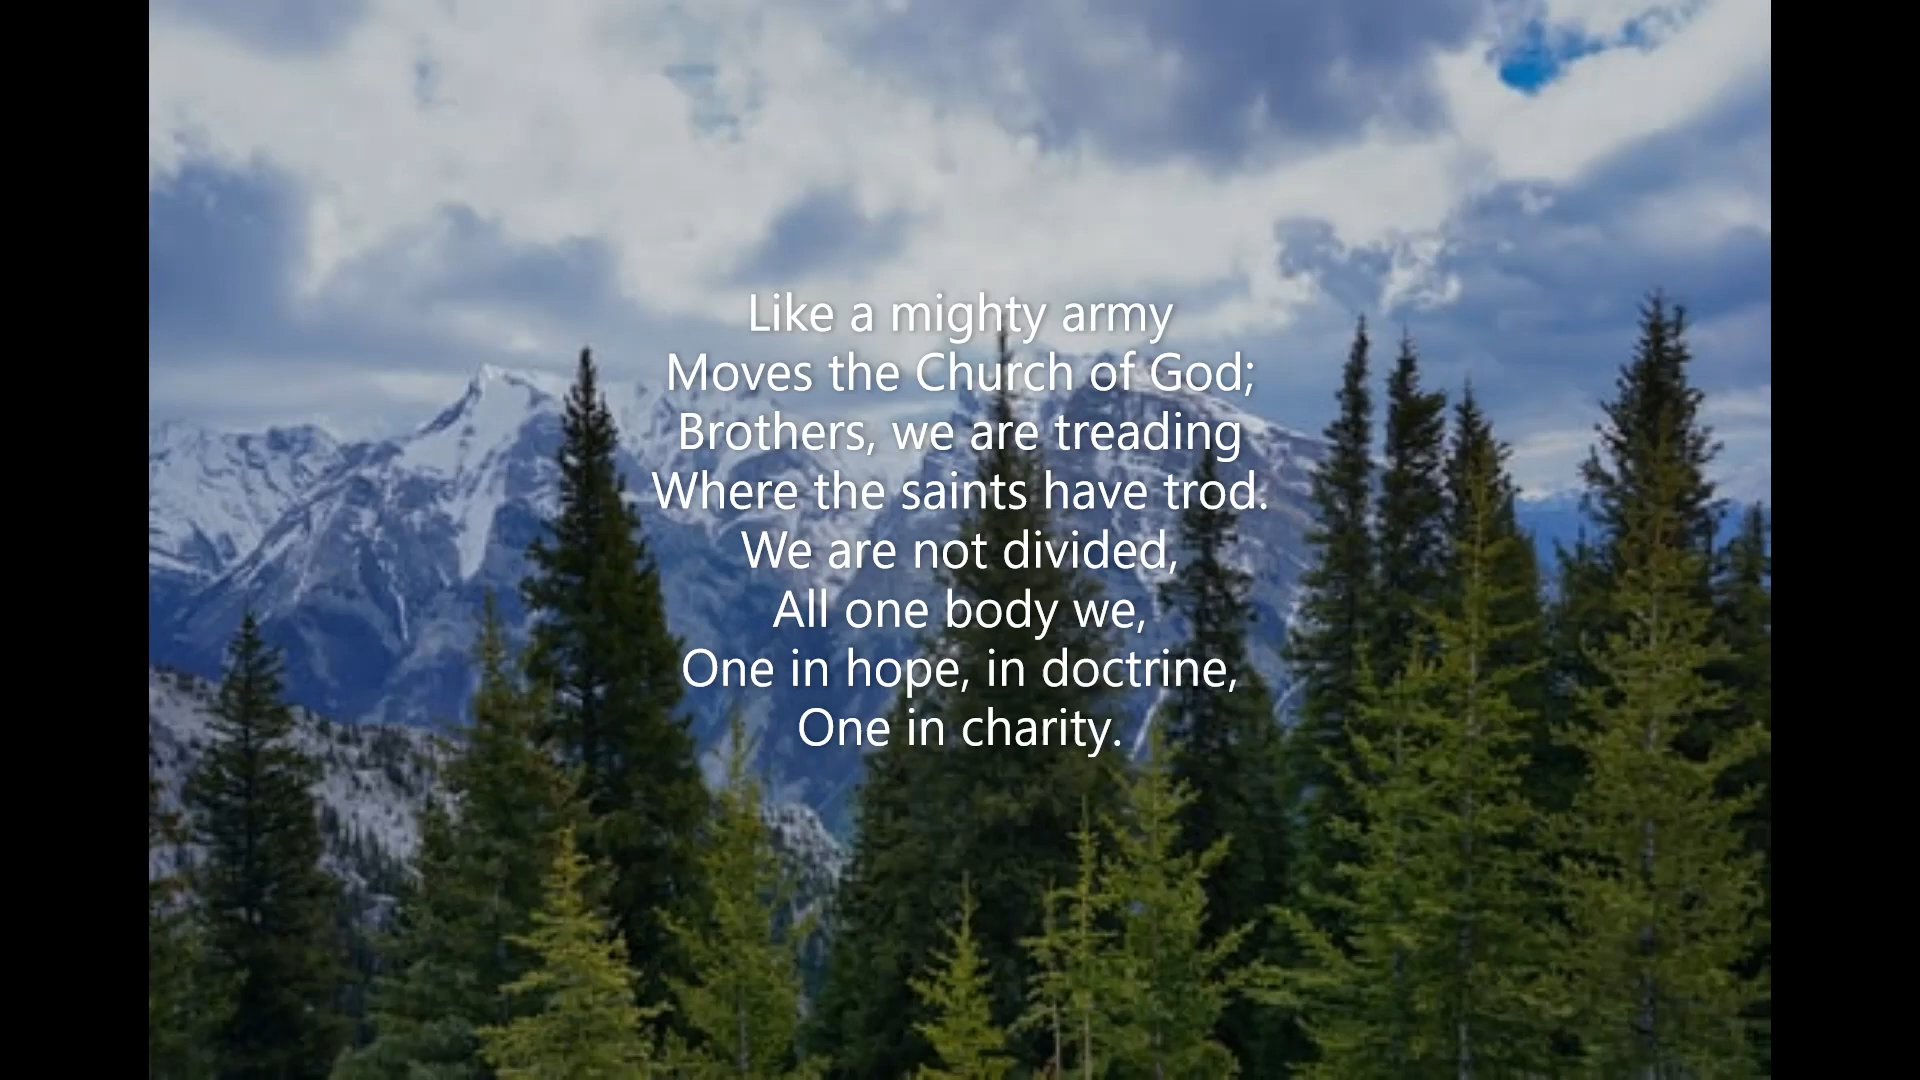 Like a mighty army
Moves the Church of God;
Brothers, we are treading
Where the saints have trod.
We are not divided,
All one body we,
One in hope, in doctrine,
One in charity.